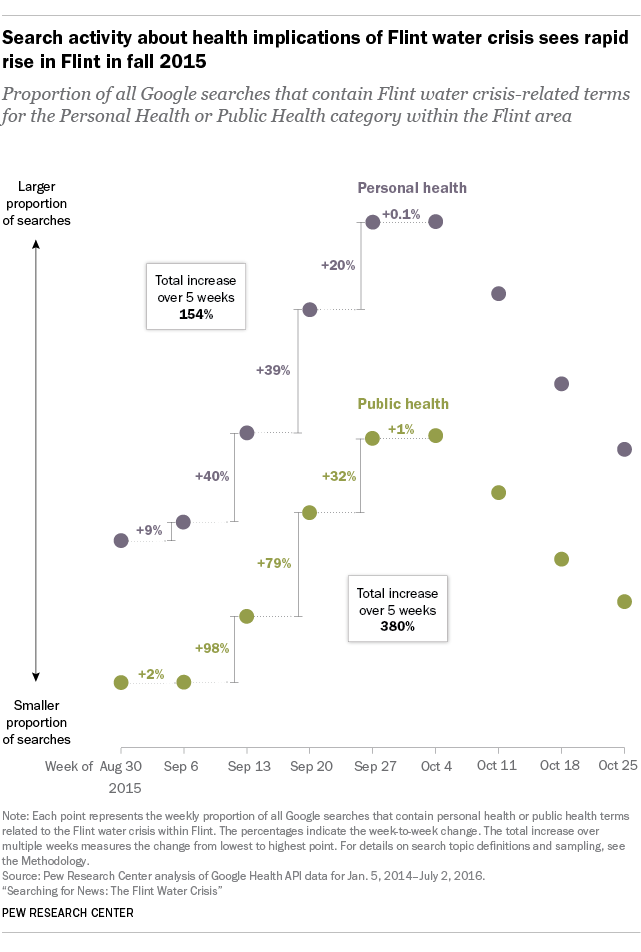 Search activity about health implications of Flint water crisis sees rapid
rise in Flint in fall 2015
Proportion of all Google searches that contain Flint water crisis-related terms
for the Personal Health or Public Health category within the Flint area
Larger
proportion
of searches
Personal health
+0.1%
+20%
Total increase
over 5 weeks
154%
+39%
Public health
+1%
+40%
+32%
+9%
+79%
Total increase
over 5 weeks
380%
+98%
+2%
Smaller
proportion
of searches
Week of Aug 30 Sep 6 Sep 13 Sep 20 Sep 27 Oct 4 Oct 11 Oct 18 Oct 25
2015
Note: Each point represents the weekly proportion of all Google searches that contain personal health or public health terms
related to the Flint water crisis within Flint. The percentages indicate the week-to-week change. The total increase over
multiple weeks measures the change from lowest to highest point. For details on search topic definitions and sampling, see
the Methodology.
Source: Pew Research Center analysis of Google Health API data for Jan. 5, 2014–July 2, 2016.
“Searching for News: The Flint Water Crisis”
PEW RESEARCH CENTER